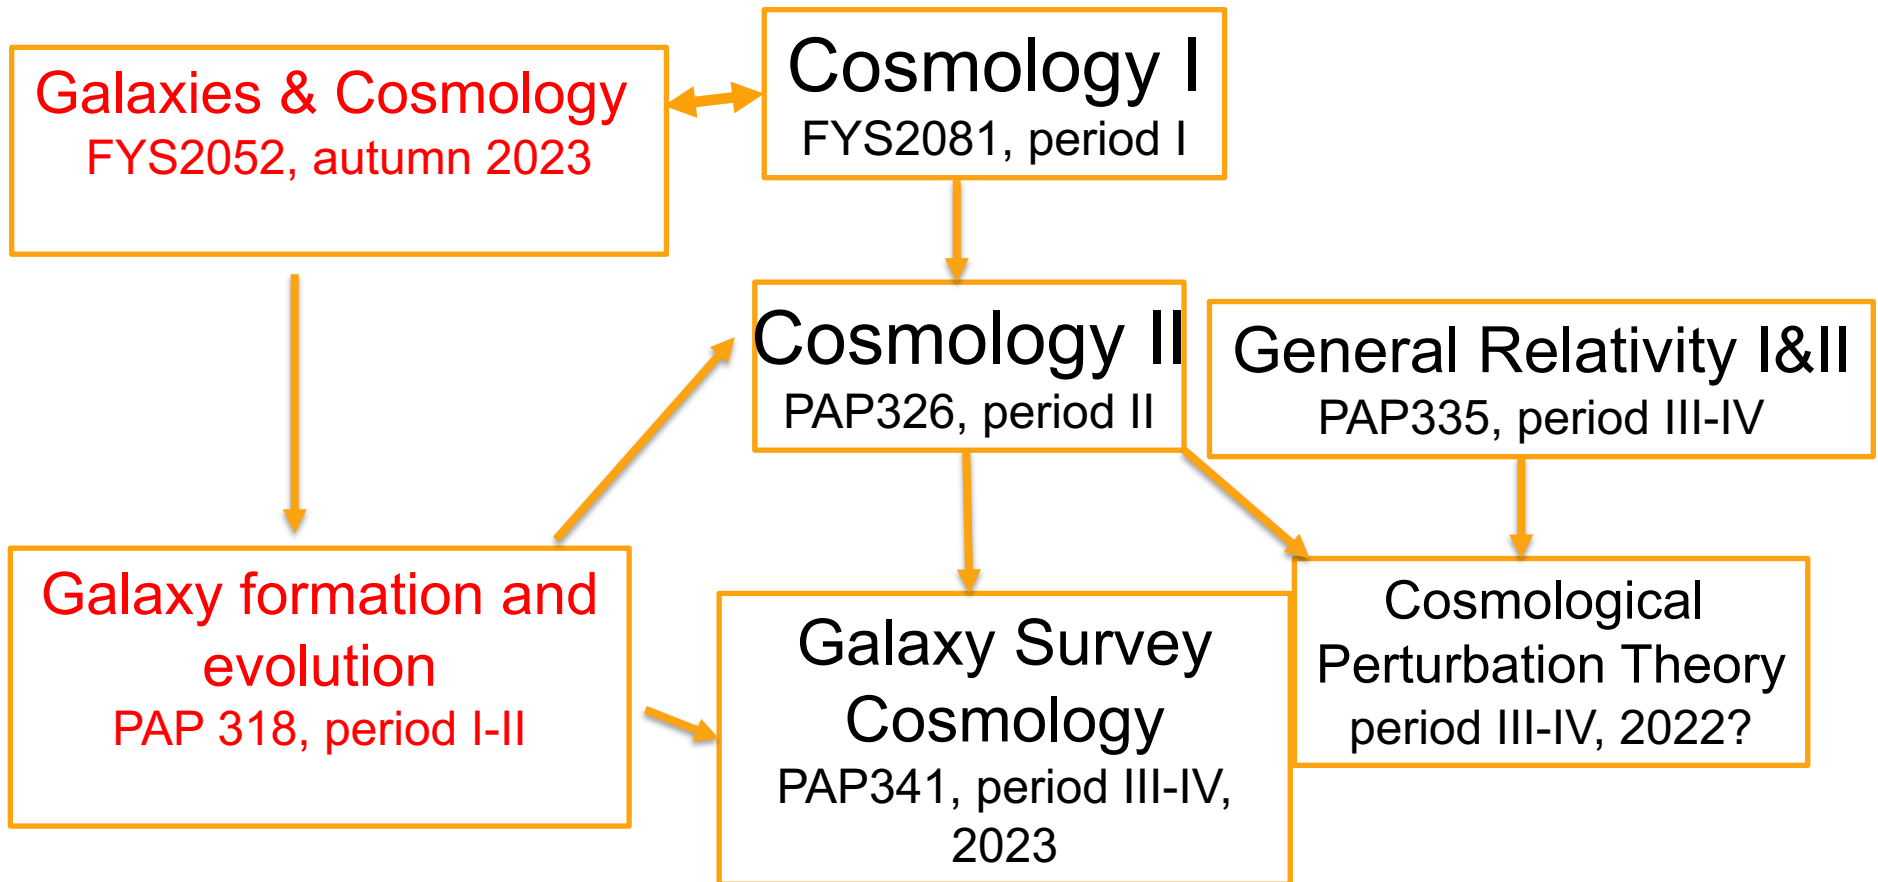 Galaxies & Cosmology
FYS2052, autumn 2023
Cosmology I
FYS2081, period I
Cosmology II
PAP326, period II
General Relativity I&II
PAP335, period III-IV
Galaxy formation and
evolution
PAP 318, period I-II
Galaxy Survey
Cosmology
PAP341, period III-IV,
2023
Cosmological
Perturbation Theory
period III-IV, 2022?